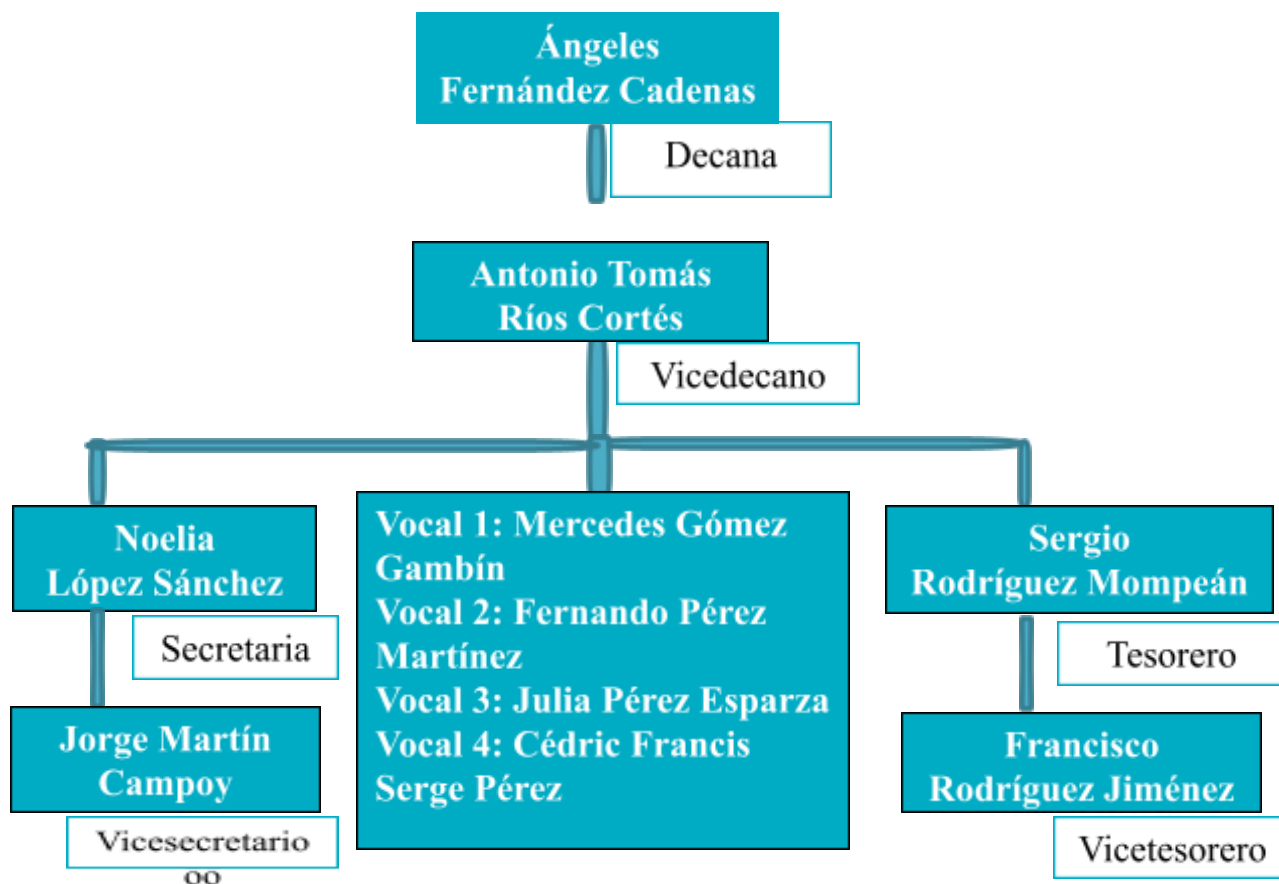 Ángeles
Fernández Cadenas
Decana
Antonio Tomás
Ríos Cortés
Vicedecano
Noelia
López Sánchez
Secretaria
Jorge Martín
Campoy
Vicesecretario
Vocal 1: Mercedes Gómez
Gambín
Vocal 2: Fernando Pérez
Martínez
Vocal 3: Julia Pérez Esparza
Vocal 4: Cédric Francis
Serge Pérez
Sergio
Rodríguez Mompeán
Tesorero
Francisco
Rodríguez Jiménez
Vicetesorero